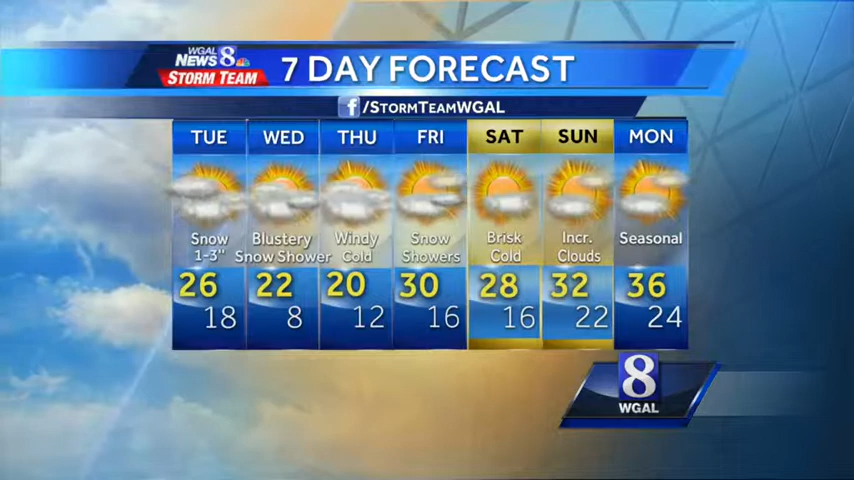 WGAL
NEWS 8
STORM TEAM
7 DAY FORECAST
f/STORMTEAMWGAL
TUE WED THU FRI SAT SUN MON
Snow Blustery Windy Snow Brisk Incr. Seasonal
1-3" Snow Shower Cold Showers Cold Clouds
26 22 20 30 28 32 36
18 8 12 16 16 22 24
8
WGAL